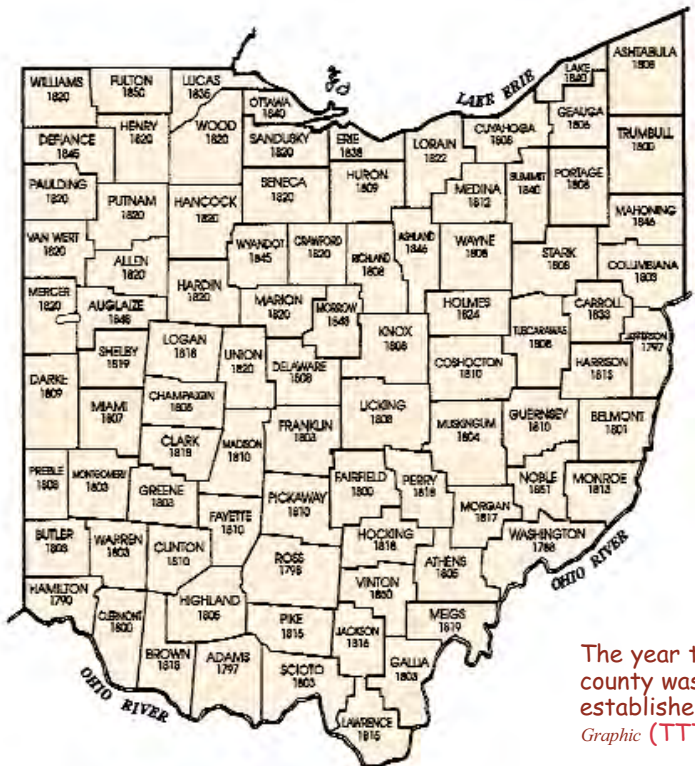 WILLIAMS
1820
FULTON
1850
LUCAS
1835
OTTAWA
1840
LAKE ERIE
LAKE
1840
ASHTABULA
1808
DEFIANCE
1845
HENRY
1820
WOOD
1820
SANDUSKY
1820
ERIE
1838
LORAIN
1822
CUYAHOGA
1808
GEAUGA
1806
TRUMBULL
1800
PAULDING
1820
PUTNAM
1820
HANCOCK
1820
SENECA
1820
HURON
1809
MEDINA
1812
SUMMIT
1840
PORTAGE
1808
MAHONING
1846
VAN WERT
1820
ALLEN
1820
WYANDOT
1845
CRAWFORD
1820
RICHLAND
1808
ASHLAND
1846
WAYNE
1808
STARK
1808
COLUMBIANA
1803
MERCER
1820
AUGLAIZE
1848
HARDIN
1820
MARION
1820
MORROW
1848
HOLMES
1824
CARROLL
1833
JEFFERSON
1797
SHELBY
1819
LOGAN
1818
UNION
1820
DELAWARE
1808
KNOX
1808
COSHOCTON
1810
TUSCARAWAS
1808
HARRISON
1813
DARKE
1809
MIAMI
1807
CHAMPAIGN
1805
CLARK
1818
MADISON
1810
FRANKLIN
1803
LICKING
1808
MUSKINGUM
1804
GUERNSEY
1810
BELMONT
1801
PREBLE
1808
MONTGOMERY
1803
GREENE
1803
FAYETTE
1810
PICKAWAY
1810
FAIRFIELD
1800
PERRY
1818
MORGAN
1817
NOBLE
1851
MONROE
1813
BUTLER
1803
WARREN
1803
CLINTON
1810
ROSS
1798
HOCKING
1818
ATHENS
1805
WASHINGTON
1788
OHIO RIVER
HAMILTON
1790
CLERMONT
1800
HIGHLAND
1805
PIKE
1815
VINTON
1850
JACKSON
1816
MEIGS
1819
BROWN
1818
ADAMS
1797
SCIOTO
1803
GALLIA
1803
LAWRENCE
1815
OHIO RIVER
The year t
county was
establishe
Graphic (TTT